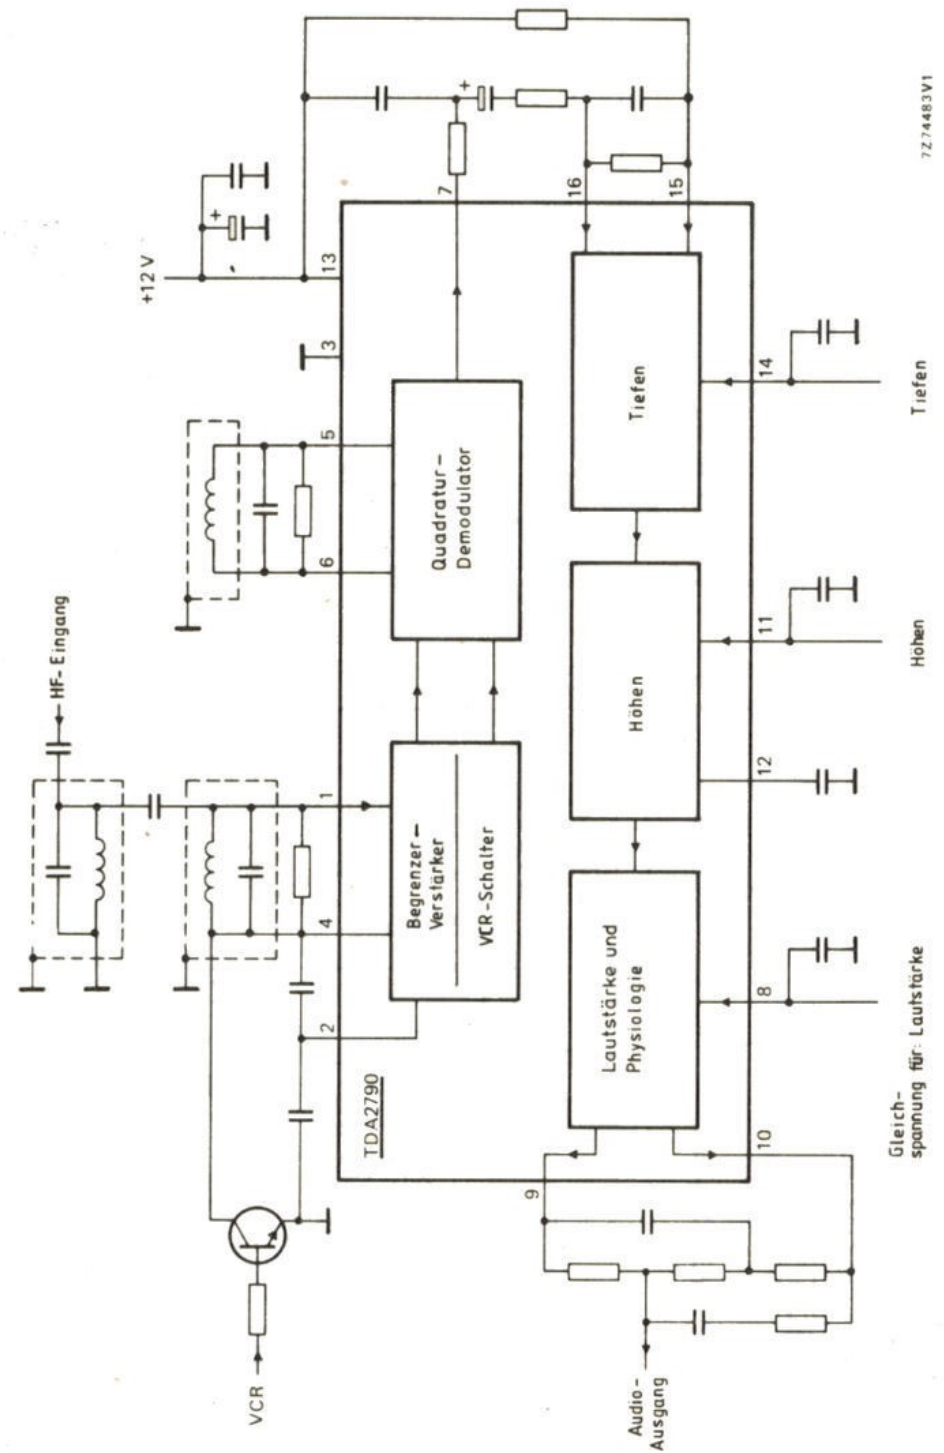 VCR
HF-Eingang
+12 V
+
+
TDA2790
2
4
1
6
5
3
13
7
Begrenzer-
Verstärker
VCR-Schalter
Quadratur-
Demodulator
16
15
Lautstärke und
Physiologie
Höhen
Tiefen
9
10
8
12
11
14
Audio-
Ausgang
Gleich-
spannung für: Lautstärke
Höhen
Tiefen
7Z74483V1